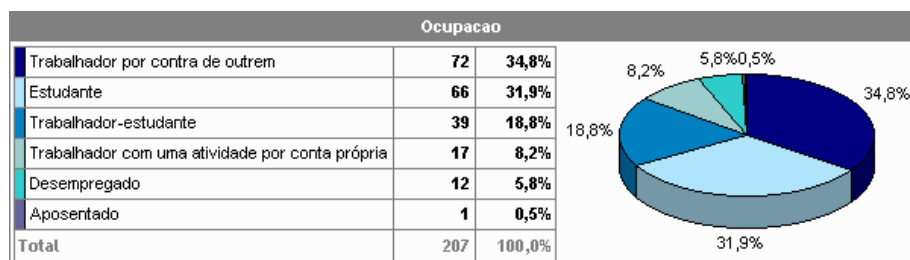 Ocupacao
Trabalhador por contra de outrem 72 34,8%
Estudante 66 31,9%
Trabalhador-estudante 39 18,8%
Trabalhador com uma atividade por conta própria 17 8,2%
Desempregado 12 5,8%
Aposentado 1 0,5%
Total 207 100,0%
5,8%0,5%
8,2%
34,8%
18,8%
31,9%